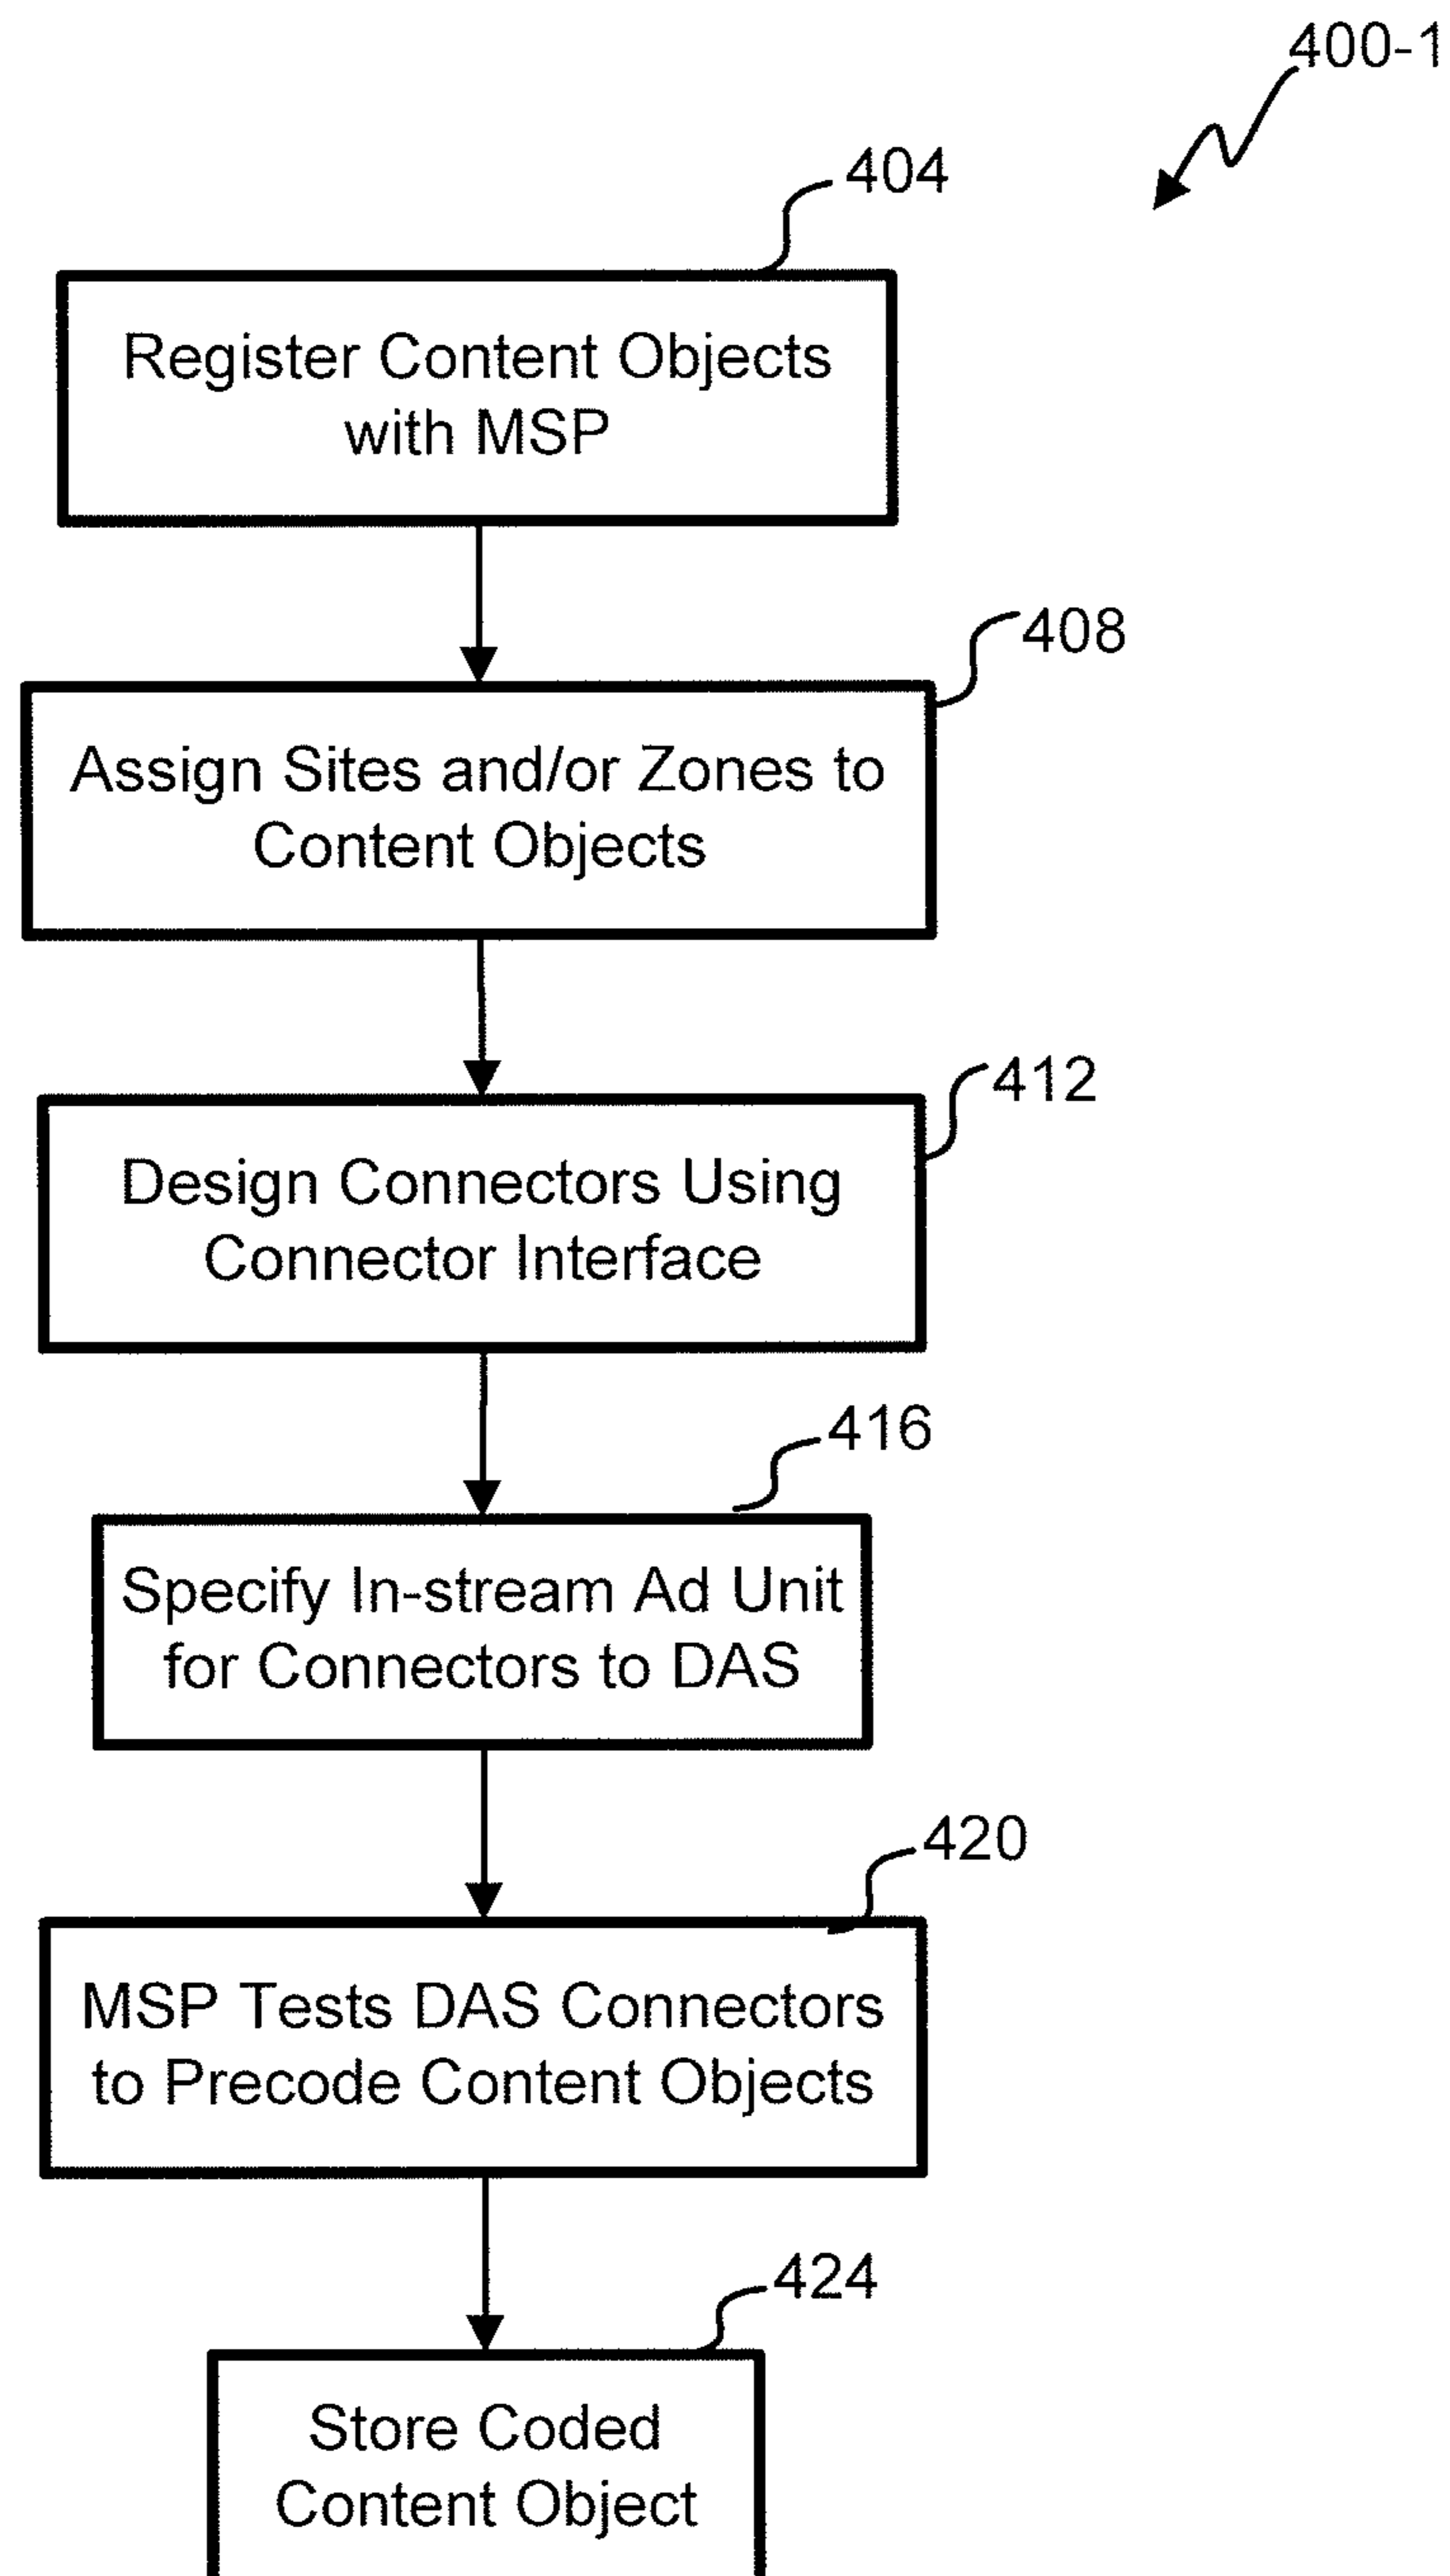 400-1
404
Register Content Objects
with MSP
408
Assign Sites and/or Zones to
Content Objects
412
Design Connectors Using
Connector Interface
416
Specify In-stream Ad Unit
for Connectors to DAS
420
MSP Tests DAS Connectors
to Precode Content Objects
424
Store Coded
Content Object